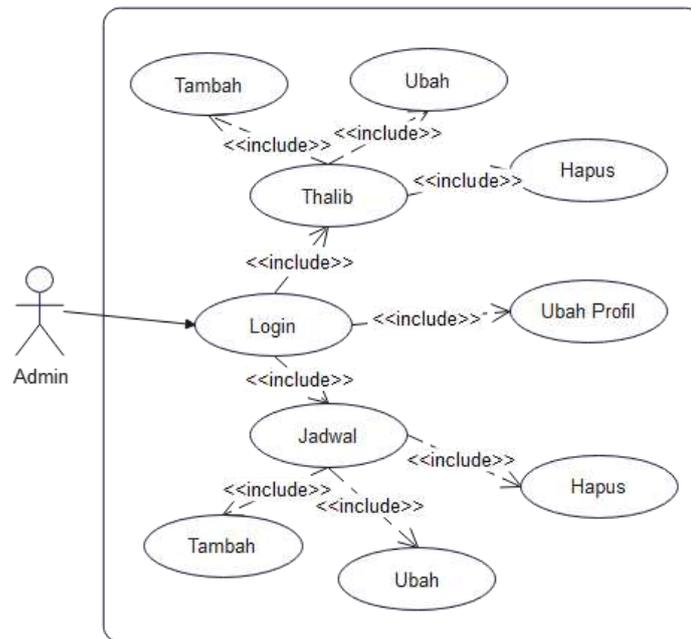 Tambah
Ubah
<<include>>
<<include>>
Hapus
<<include>>
Thalib
<<include>>
Ubah Profil
<<include>>
Login
Admin
<<include>>
Jadwal
<<include>>
Hapus
<<include>>
<<include>>
Tambah
Ubah